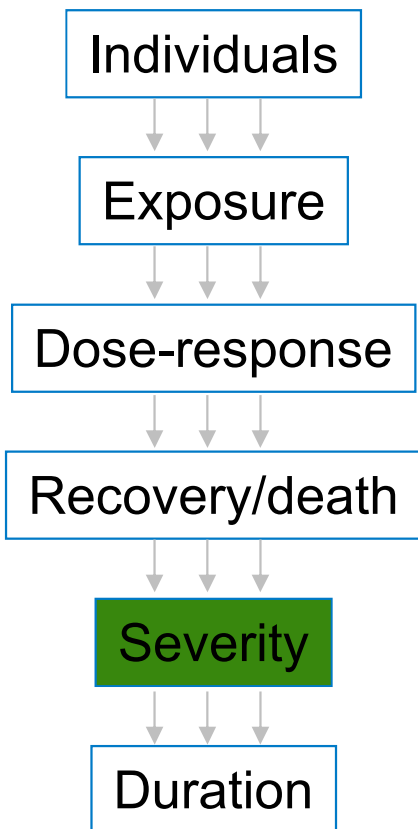 Individuals
Exposure
Dose-response
Recovery/death
Severity
Duration